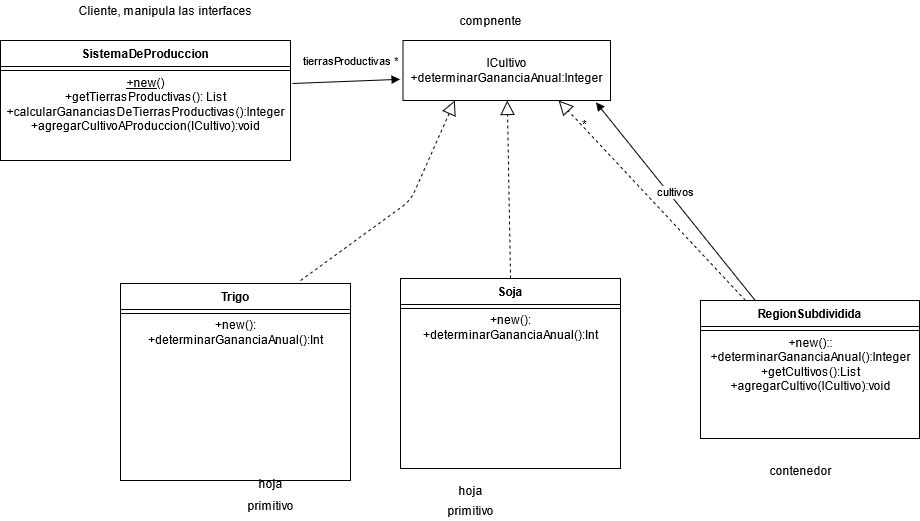 Cliente, manipula las interfaces
SistemaDeProduccion
+new()
+getTierrasProductivas(): List
+calcularGananciasDeTierrasProductivas():Integer
+agregarCultivoAProduccion(ICultivo):void
tierrasProductivas *
compnente
ICultivo
+determinarGananciaAnual:Integer
*
cultivos
Trigo
+new():
+determinarGananciaAnual():Int
hoja
primitivo
Soja
+new():
+determinarGananciaAnual():Int
hoja
primitivo
RegionSubdividida
+new()::
+determinarGananciaAnual():Integer
+getCultivos():List
+agregarCultivo(ICultivo):void
contenedor